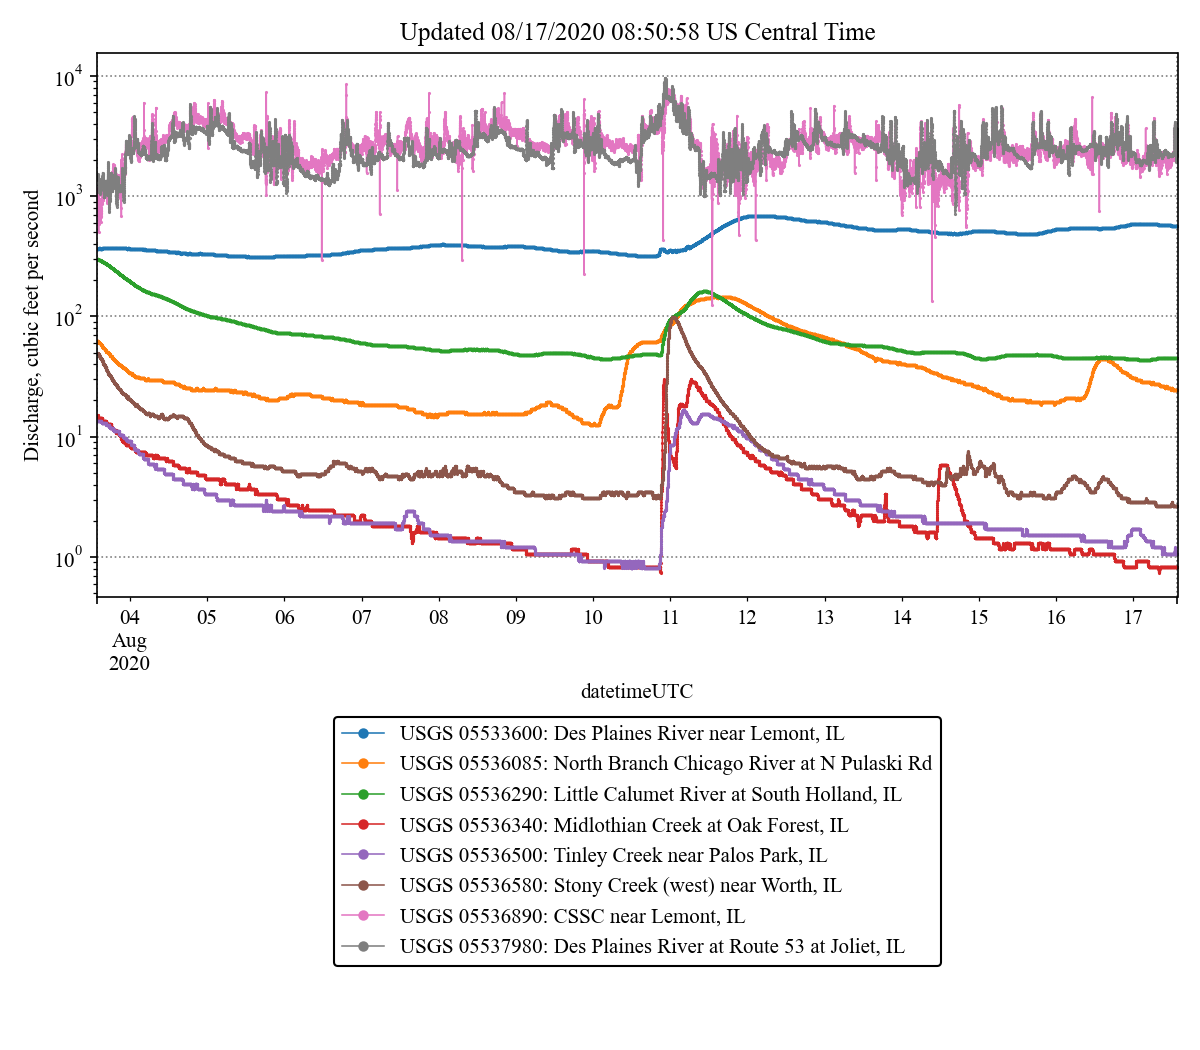 Updated 08/17/2020 08:50:58 US Central Time
Discharge, cubic feet per second
10^4
10^3
10^2
10^1
10^0
04 05 06 07 08 09 10 11 12 13 14 15 16 17
Aug
2020
datetimeUTC
USGS 05533600: Des Plaines River near Lemont, IL
USGS 05536085: North Branch Chicago River at N Pulaski Rd
USGS 05536290: Little Calumet River at South Holland, IL
USGS 05536340: Midlothian Creek at Oak Forest, IL
USGS 05536500: Tinley Creek near Palos Park, IL
USGS 05536580: Stony Creek (west) near Worth, IL
USGS 05536890: CSSC near Lemont, IL
USGS 05537980: Des Plaines River at Route 53 at Joliet, IL